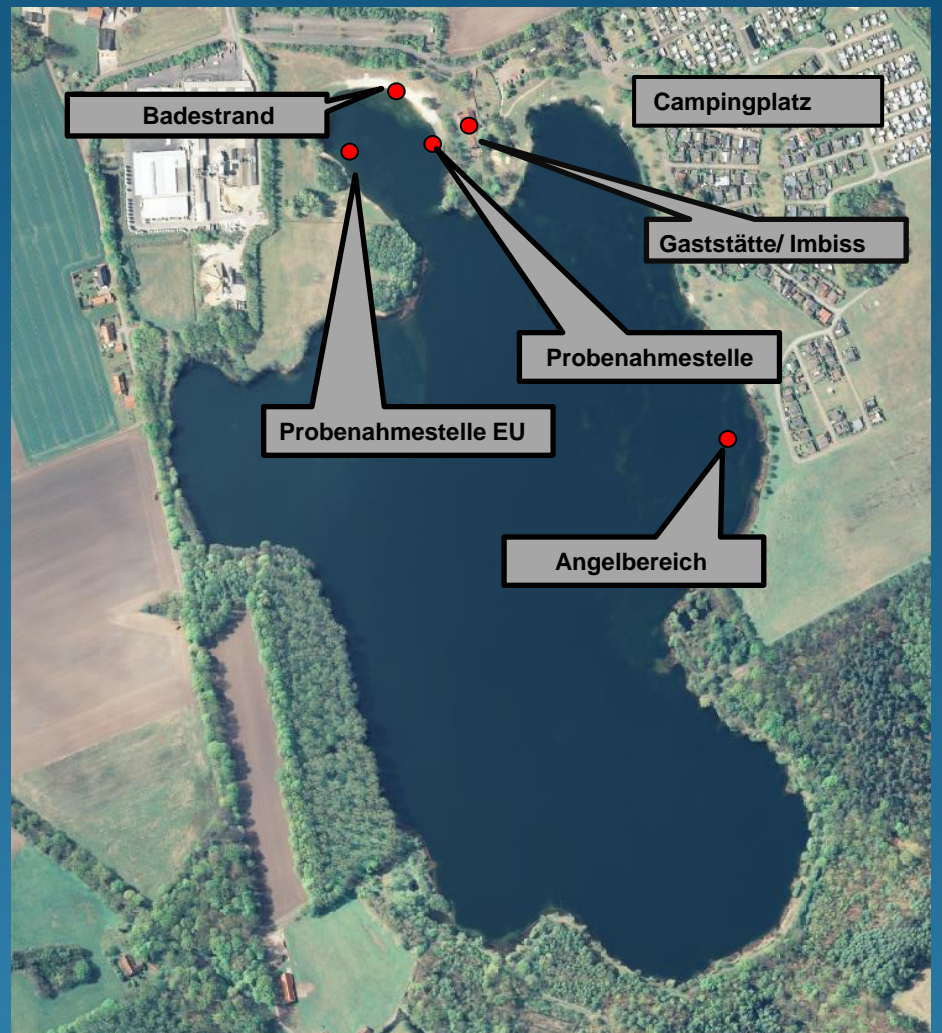 Campingplatz
Badestrand
Gaststätte/ Imbiss
Probenahmestelle
Probenahmestelle EU
Angelbereich